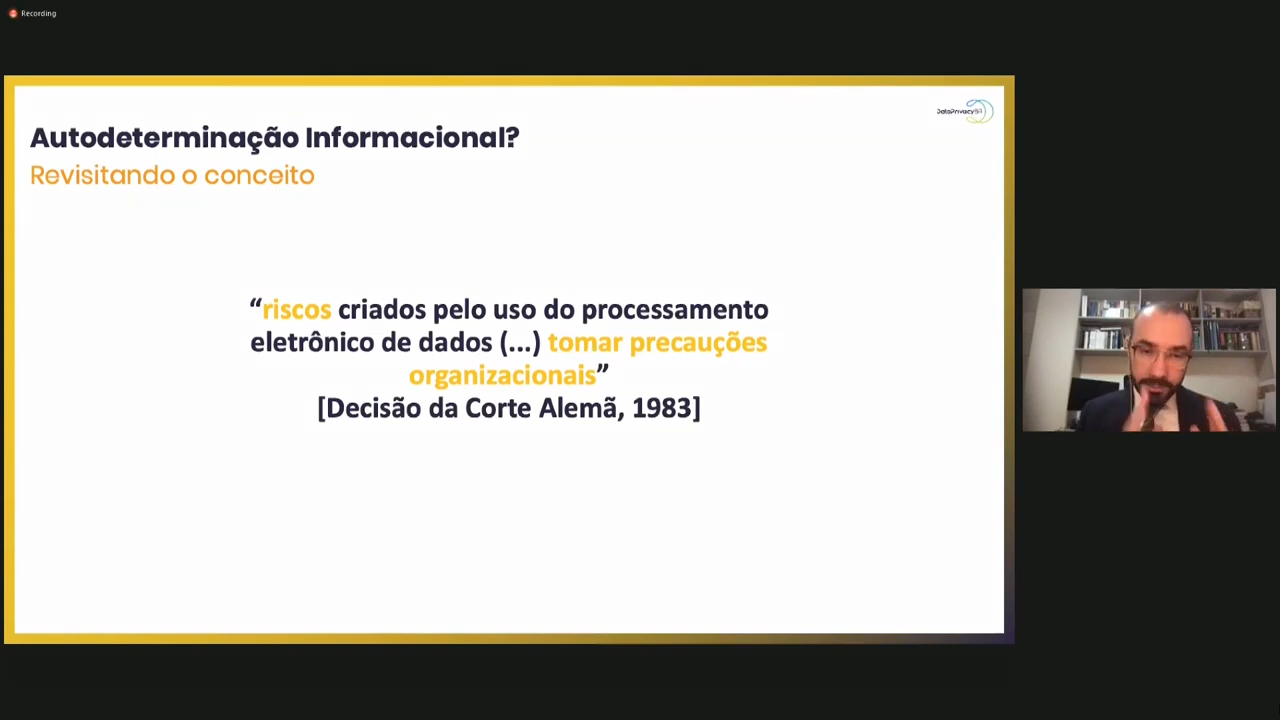 Recording
DataPrivacyBR
Autodeterminação Informacional?
Revisitando o conceito
“riscos criados pelo uso do processamento
eletrônico de dados (...) tomar precauções
organizacionais”
[Decisão da Corte Alemã, 1983]